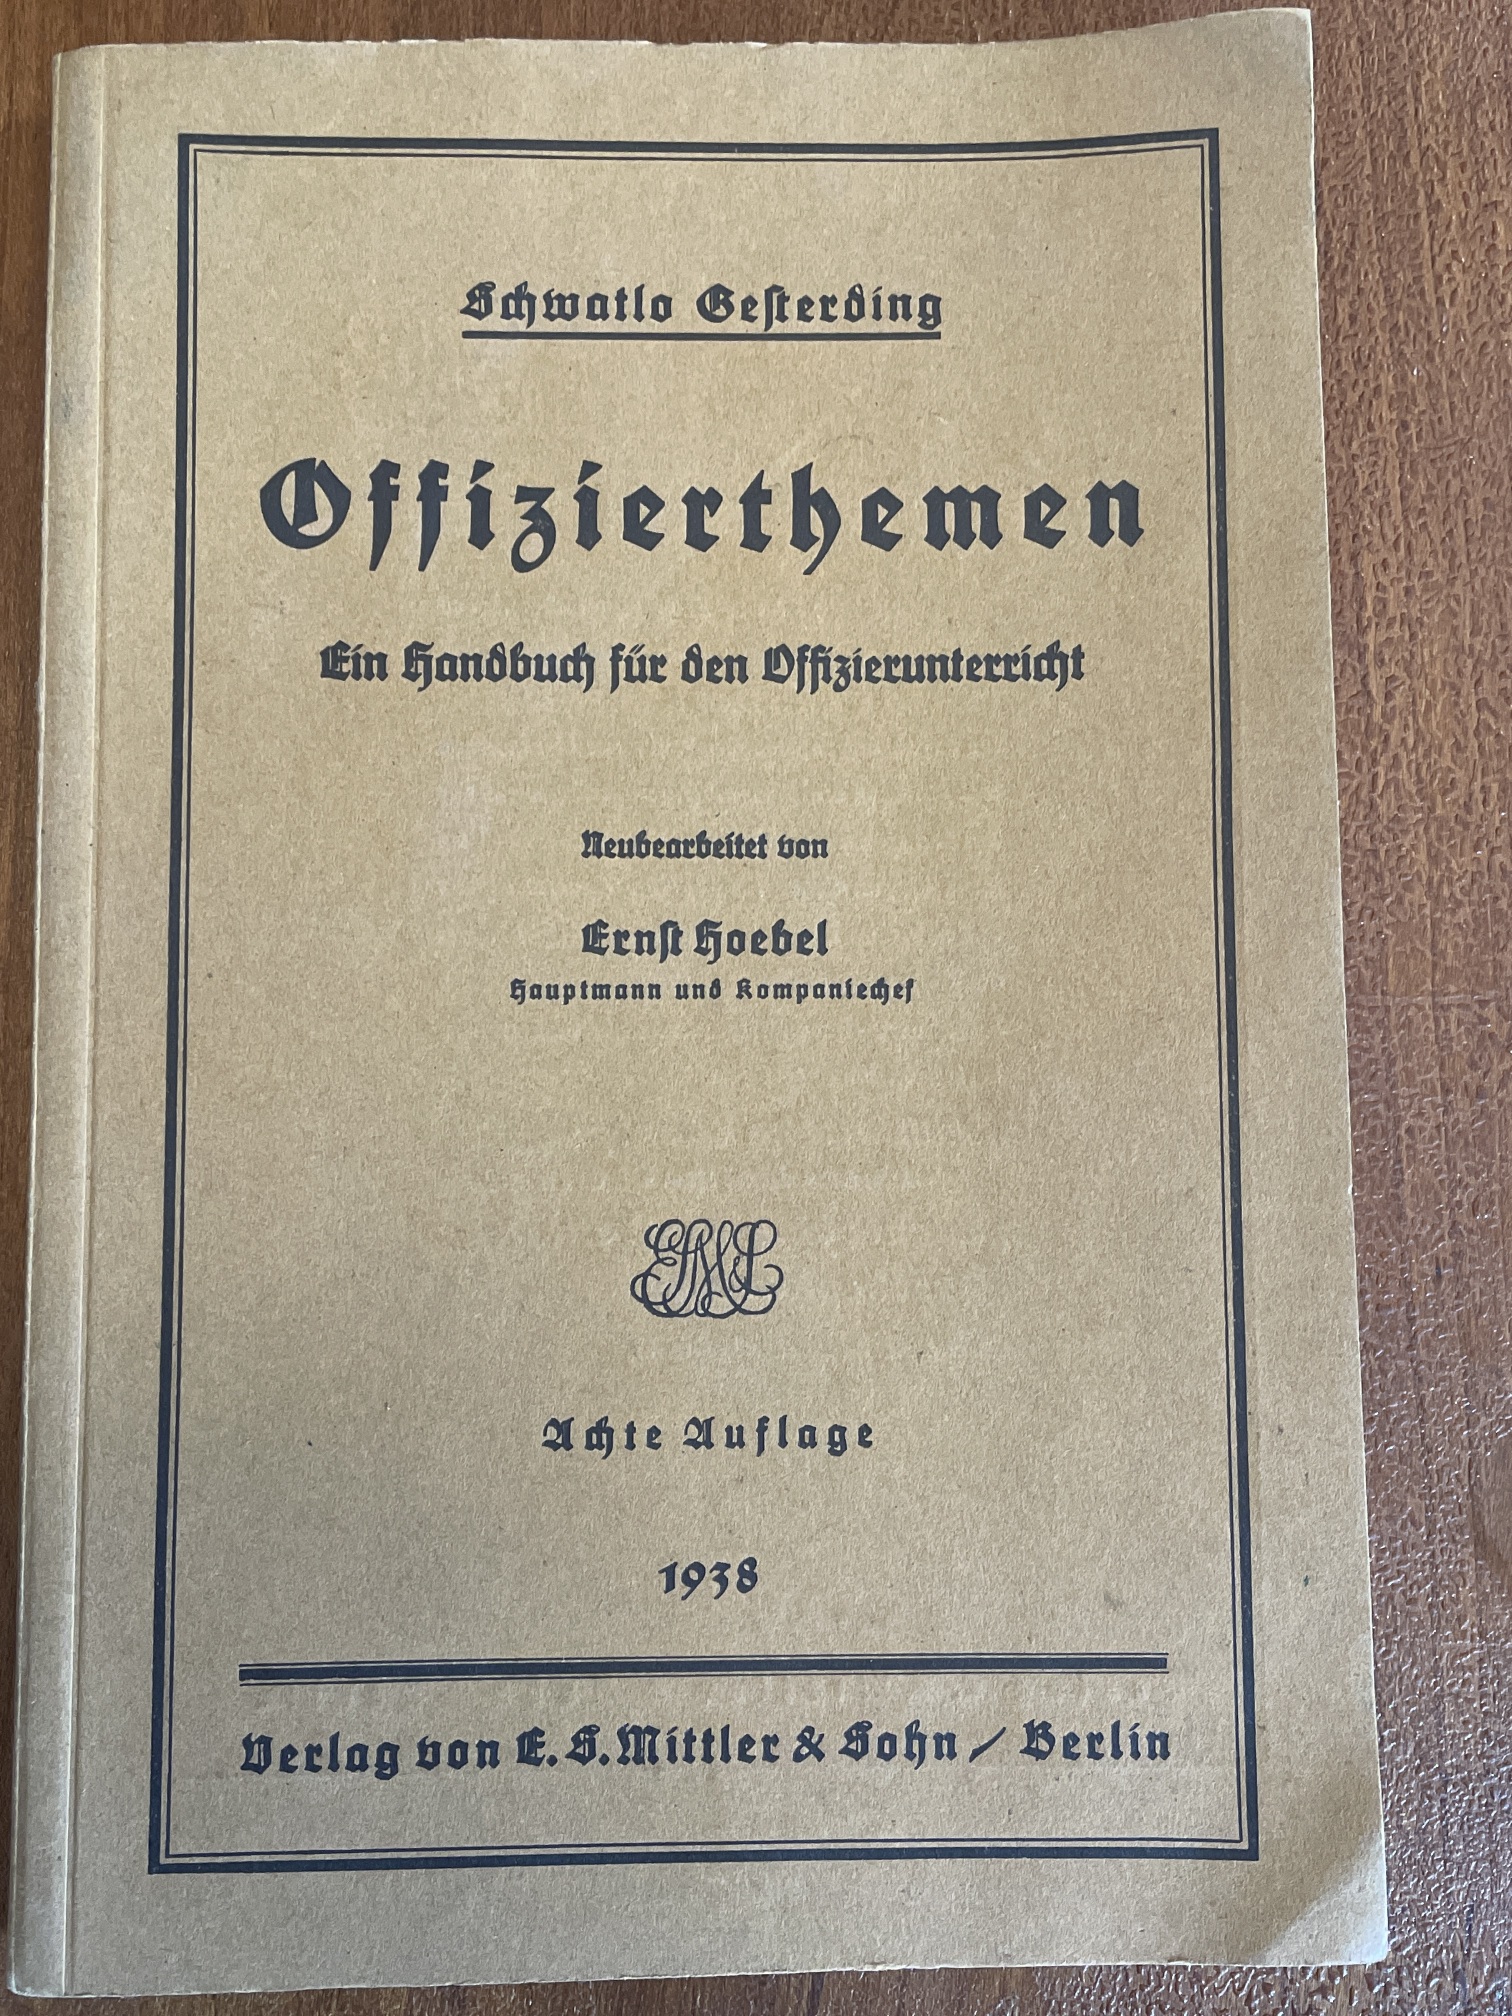 Schwatlo Gesterding
Offizierthemen
Ein Handbuch für den Offizierunterricht
Neubearbeitet von
Ernst Hoebel
Hauptmann und Kompaniechef
Achte Auflage
1938
Verlag von E. S. Mittler & Sohn / Berlin